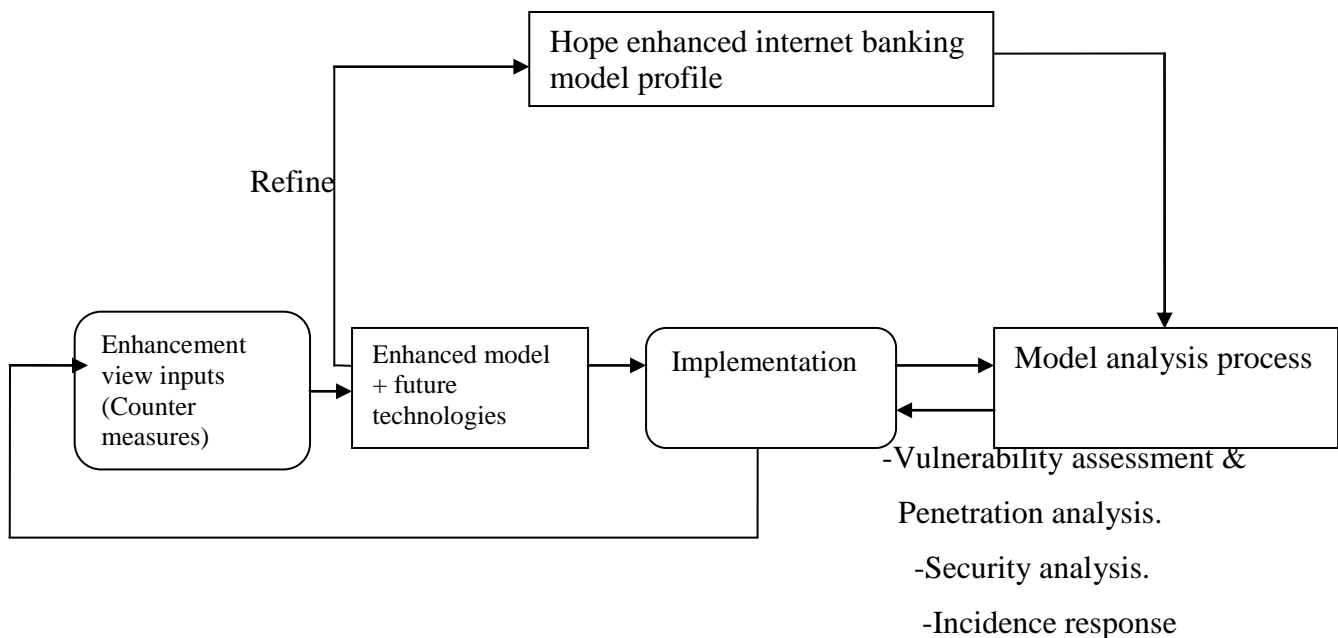 Hope enhanced internet banking
model profile
Refine
Enhancement
view inputs
(Counter
measures)
Enhanced model
+ future
technologies
Implementation
Model analysis process
-Vulnerability assessment &
Penetration analysis.
-Security analysis.
-Incidence response